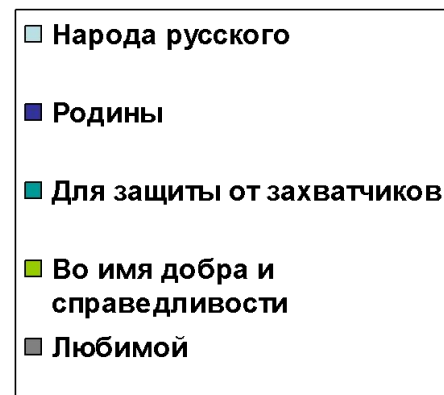 Народа русского
Родины
Для защиты от захватчиков
Во имя добра и
справедливости
Любимой